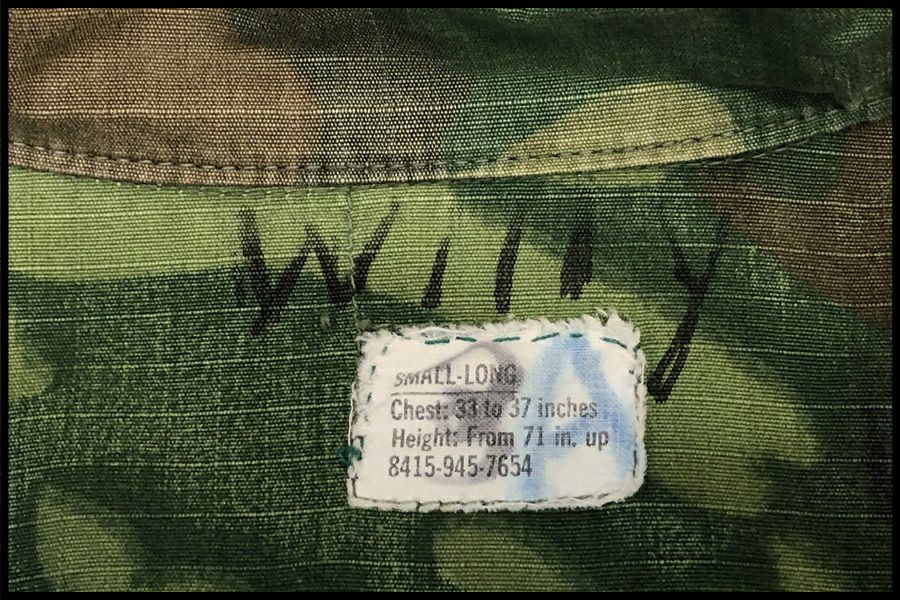 Willy
SMALL-LONG
Chest: 33 to 37 inches
Height: From 71 in. up
8415-945-7654